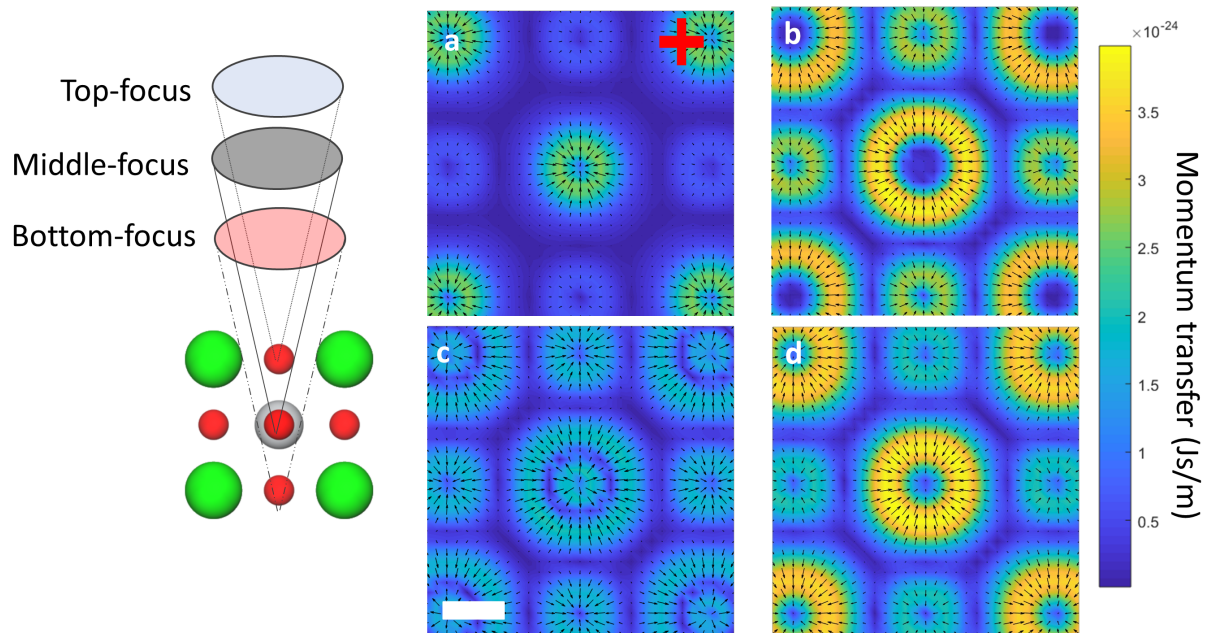 Top-focus
Middle-focus
Bottom-focus
a
b
c
d
×10⁻²⁴
3.5
3
2.5
2
1.5
1
0.5
Momentum transfer (Js/m)